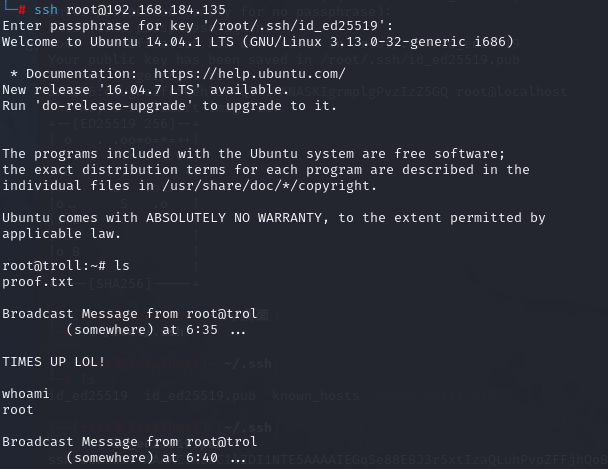 └─# ssh root@192.168.184.135
Enter passphrase for key '/root/.ssh/id_ed25519':
Welcome to Ubuntu 14.04.1 LTS (GNU/Linux 3.13.0-32-generic i686)

 * Documentation:  https://help.ubuntu.com/
New release '16.04.7 LTS' available.
Run 'do-release-upgrade' to upgrade to it.

The programs included with the Ubuntu system are free software;
the exact distribution terms for each program are described in the
individual files in /usr/share/doc/*/copyright.

Ubuntu comes with ABSOLUTELY NO WARRANTY, to the extent permitted by
applicable law.

root@troll:~# ls
proof.txt

Broadcast Message from root@trol
        (somewhere) at 6:35 ...

TIMES UP LOL!

whoami
root

Broadcast Message from root@trol
        (somewhere) at 6:40 ...